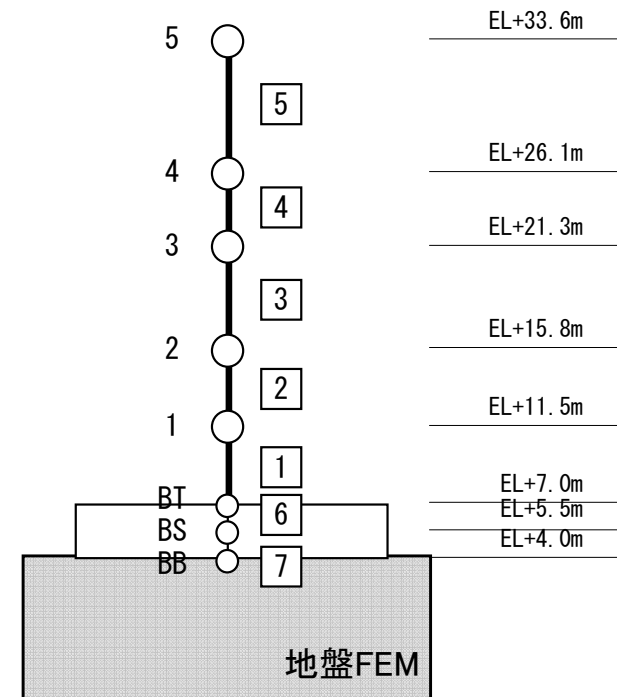 5
EL+33.6m
5
4
EL+26.1m
4
3
EL+21.3m
3
2
EL+15.8m
2
1
EL+11.5m
1
BT
EL+7.0m
6
BS
EL+5.5m
BB
EL+4.0m
7
地盤FEM